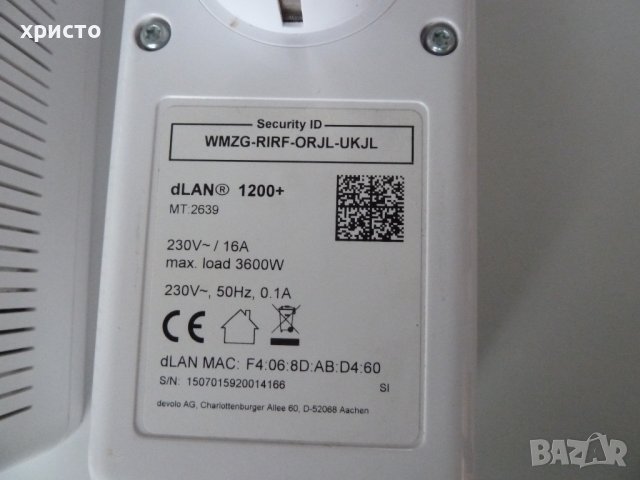 христо
Security ID
WMZG-RIRF-ORJL-UKJL
dLAN® 1200+
MT:2639
230V~ / 16A
max. load 3600W
230V~, 50Hz, 0.1A
CE
dLAN MAC: F4:06:8D:AB:D4:60
S/N: 1507015920014166 SI
devolo AG, Charlottenburger Allee 60, D-52068 Aachen
BAZAR